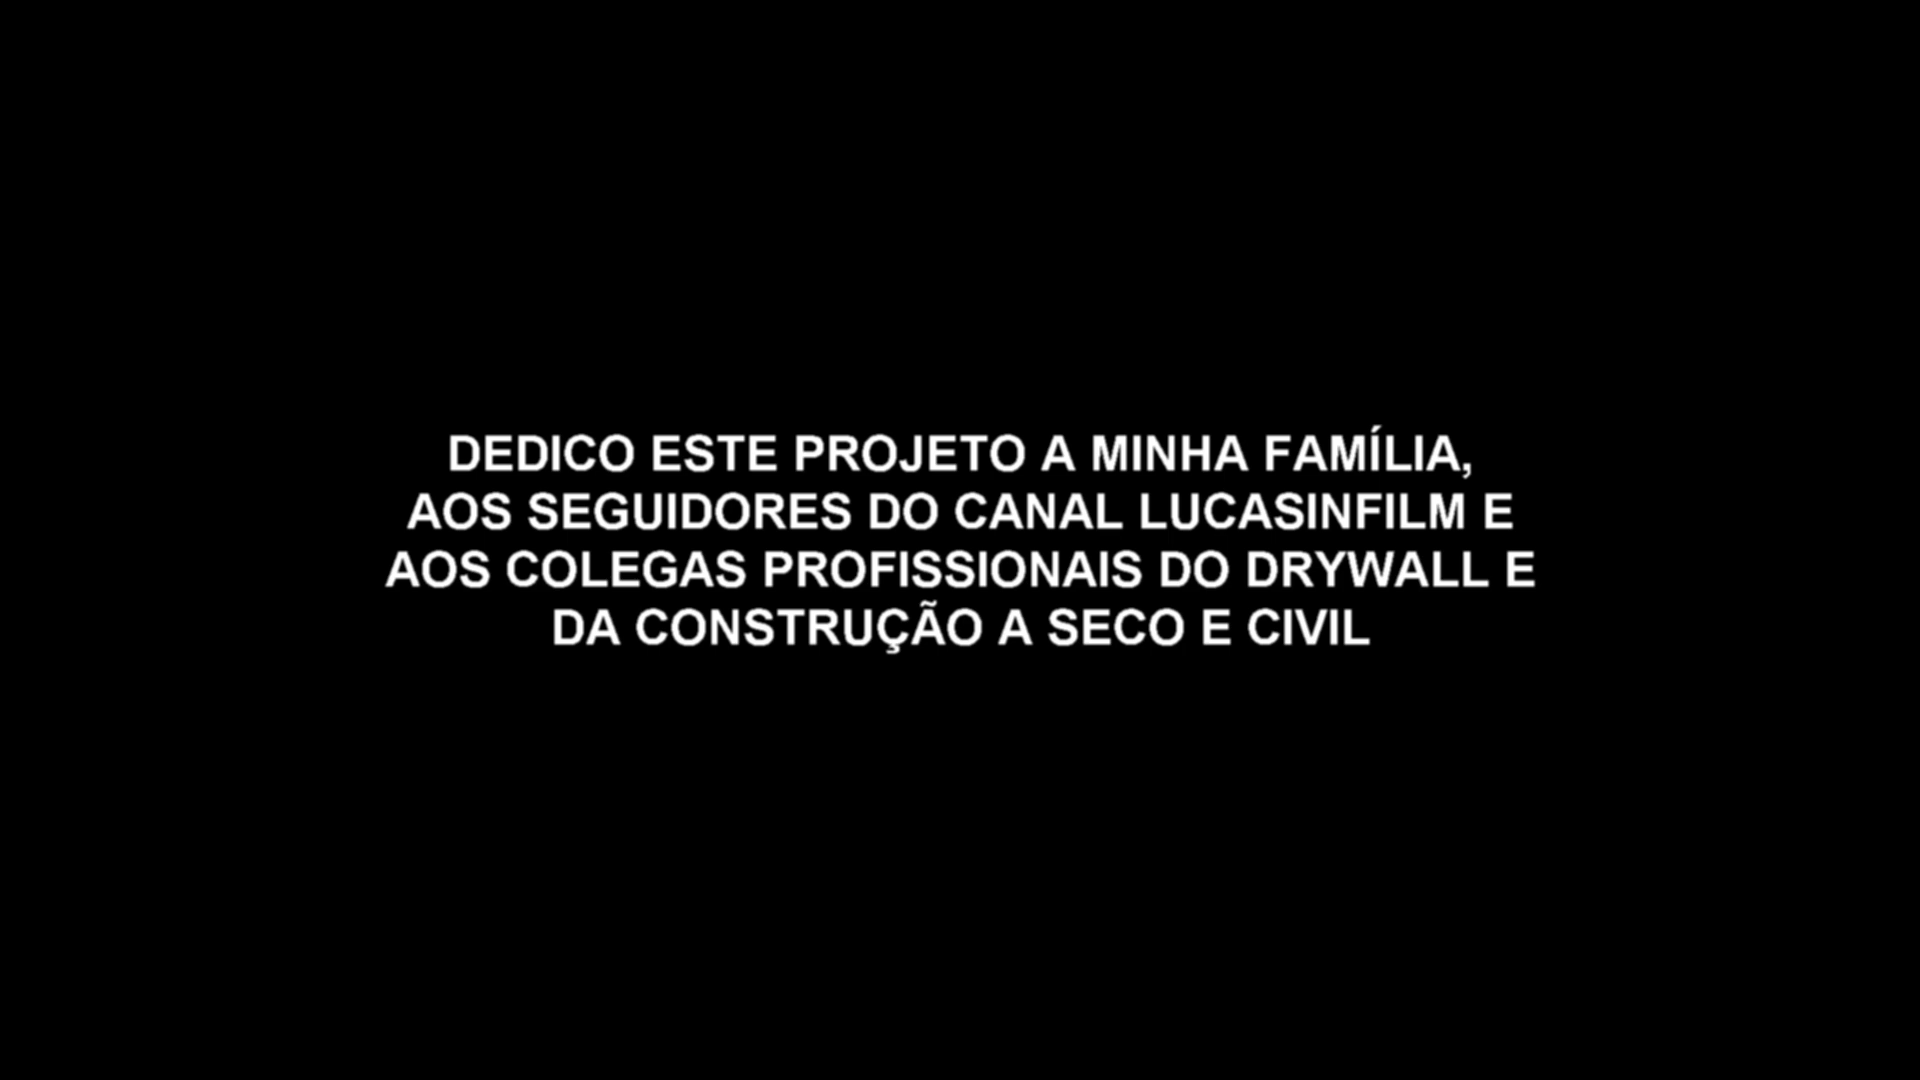 DEDICO ESTE PROJETO A MINHA FAMÍLIA,
AOS SEGUIDORES DO CANAL LUCASINFILM E
AOS COLEGAS PROFISSIONAIS DO DRYWALL E
DA CONSTRUÇÃO A SECO E CIVIL